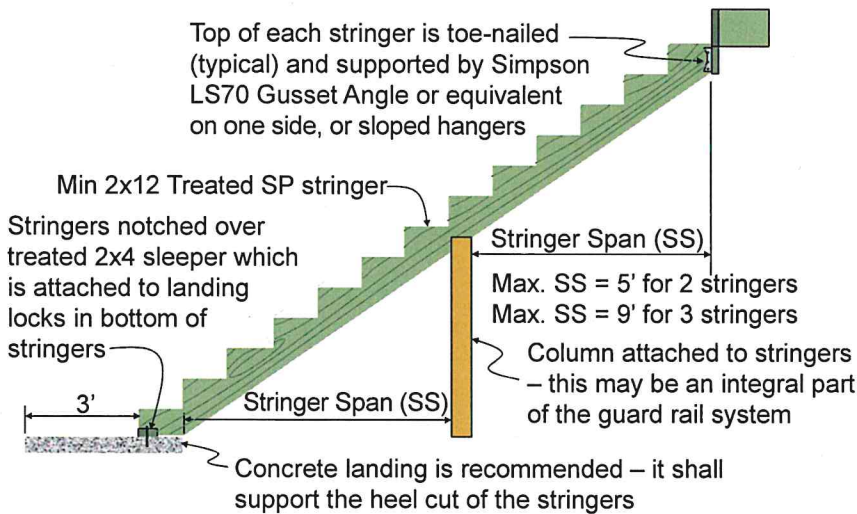 Top of each stringer is toe-nailed
(typical) and supported by Simpson
LS70 Gusset Angle or equivalent
on one side, or sloped hangers
Min 2x12 Treated SP stringer
Stringers notched over
treated 2x4 sleeper which
is attached to landing
locks in bottom of
stringers
Stringer Span (SS)
Max. SS = 5' for 2 stringers
Max. SS = 9' for 3 stringers
Column attached to stringers
– this may be an integral part
of the guard rail system
3'
Stringer Span (SS)
Concrete landing is recommended – it shall
support the heel cut of the stringers